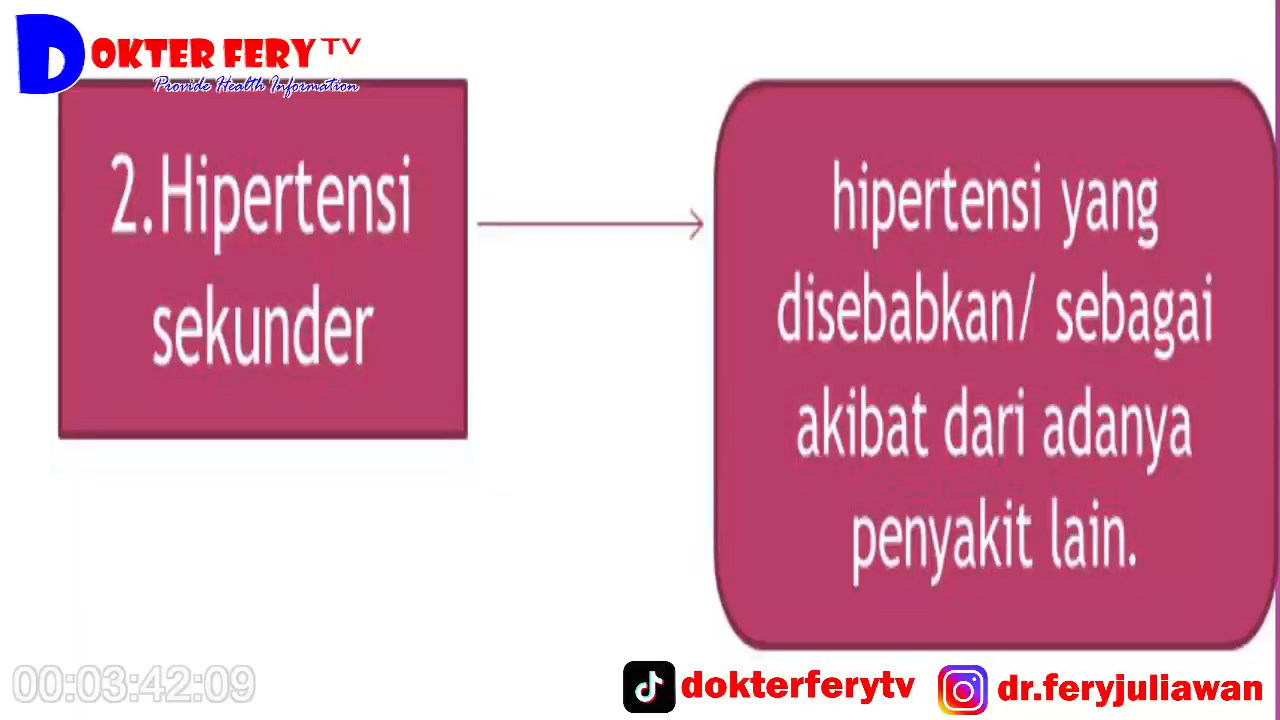 DOKTER FERY TV
Provide Health Information
2. Hipertensi
sekunder
hipertensi yang
disebabkan/ sebagai
akibat dari adanya
penyakit lain.
00:03:42:09
dokterferytv
dr.feryjuliawan